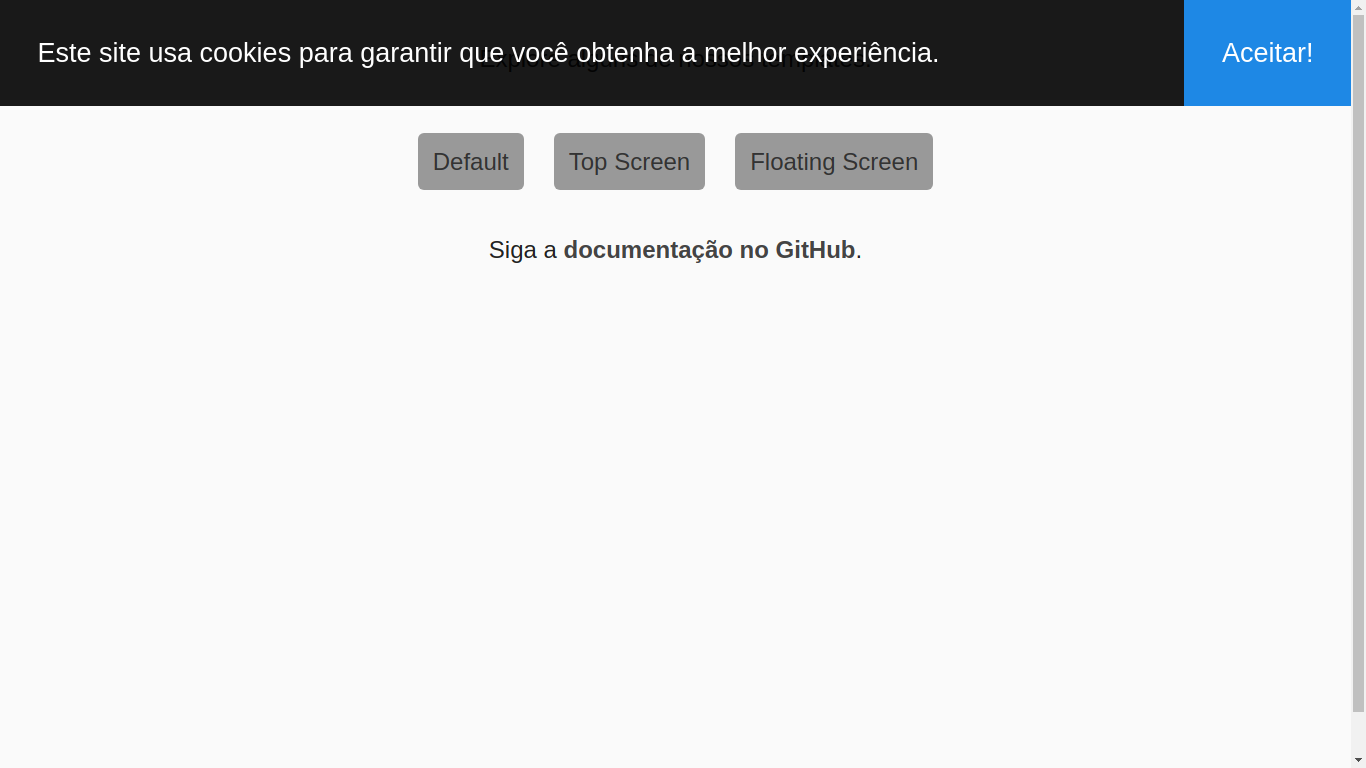 Este site usa cookies para garantir que você obtenha a melhor experiência.
Aceitar!
Default
Top Screen
Floating Screen
Siga a documentação no GitHub.